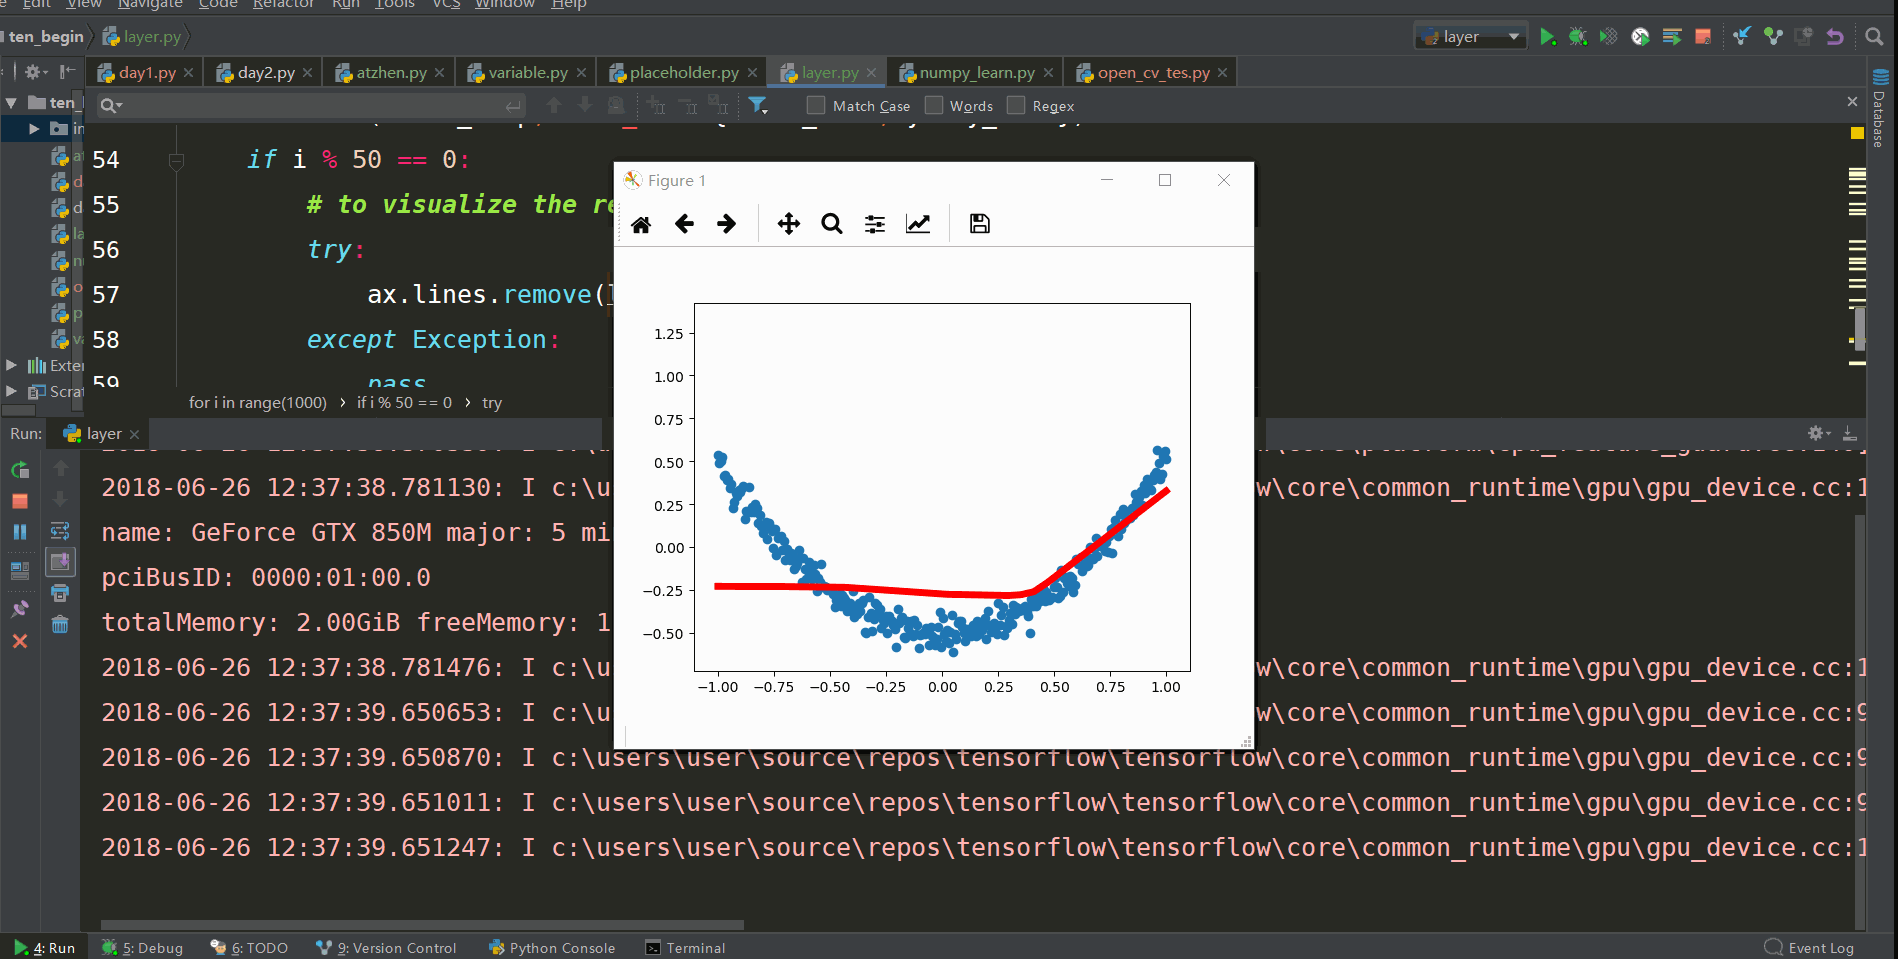 Edit View Navigate Code Refactor Run Tools VCS Window Help
ten_begin layer.py layer
day1.py day2.py atzhen.py variable.py placeholder.py layer.py numpy_learn.py open_cv_tes.py
Match Case Words Regex
Database
54 if i % 50 == 0:
55 # to visualize the re
56 try:
57 ax.lines.remove(
58 except Exception:
59 pass
for i in range(1000) › if i % 50 == 0 › try
Exter
Scrat
Figure 1
1.25
1.00
0.75
0.50
0.25
0.00
−0.25
−0.50
−1.00 −0.75 −0.50 −0.25 0.00 0.25 0.50 0.75 1.00
Run: layer
2018-06-26 12:37:38.781130: I c:\u w\core\common_runtime\gpu\gpu_device.cc:1
name: GeForce GTX 850M major: 5 mi
pciBusID: 0000:01:00.0
totalMemory: 2.00GiB freeMemory: 1
2018-06-26 12:37:38.781476: I c:\u w\core\common_runtime\gpu\gpu_device.cc:1
2018-06-26 12:37:39.650653: I c:\u w\core\common_runtime\gpu\gpu_device.cc:9
2018-06-26 12:37:39.650870: I c:\users\user\source\repos\tensorflow\tensorflow\core\common_runtime\gpu\gpu_device.cc:9
2018-06-26 12:37:39.651011: I c:\users\user\source\repos\tensorflow\tensorflow\core\common_runtime\gpu\gpu_device.cc:9
2018-06-26 12:37:39.651247: I c:\users\user\source\repos\tensorflow\tensorflow\core\common_runtime\gpu\gpu_device.cc:1
4: Run 5: Debug 6: TODO 9: Version Control Python Console Terminal Event Log